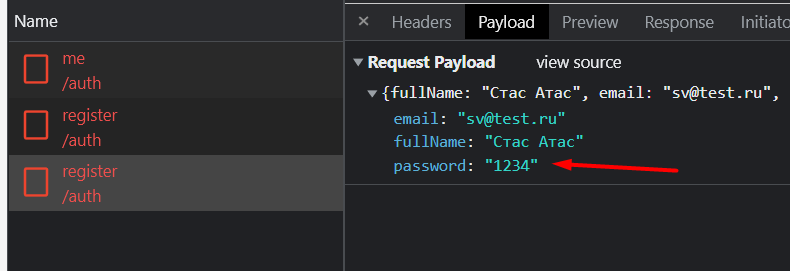 Name
me
/auth
register
/auth
register
/auth
Headers Payload Preview Response Initiato
Request Payload view source
{fullName: "Стас Атас", email: "sv@test.ru",
email: "sv@test.ru"
fullName: "Стас Атас"
password: "1234"